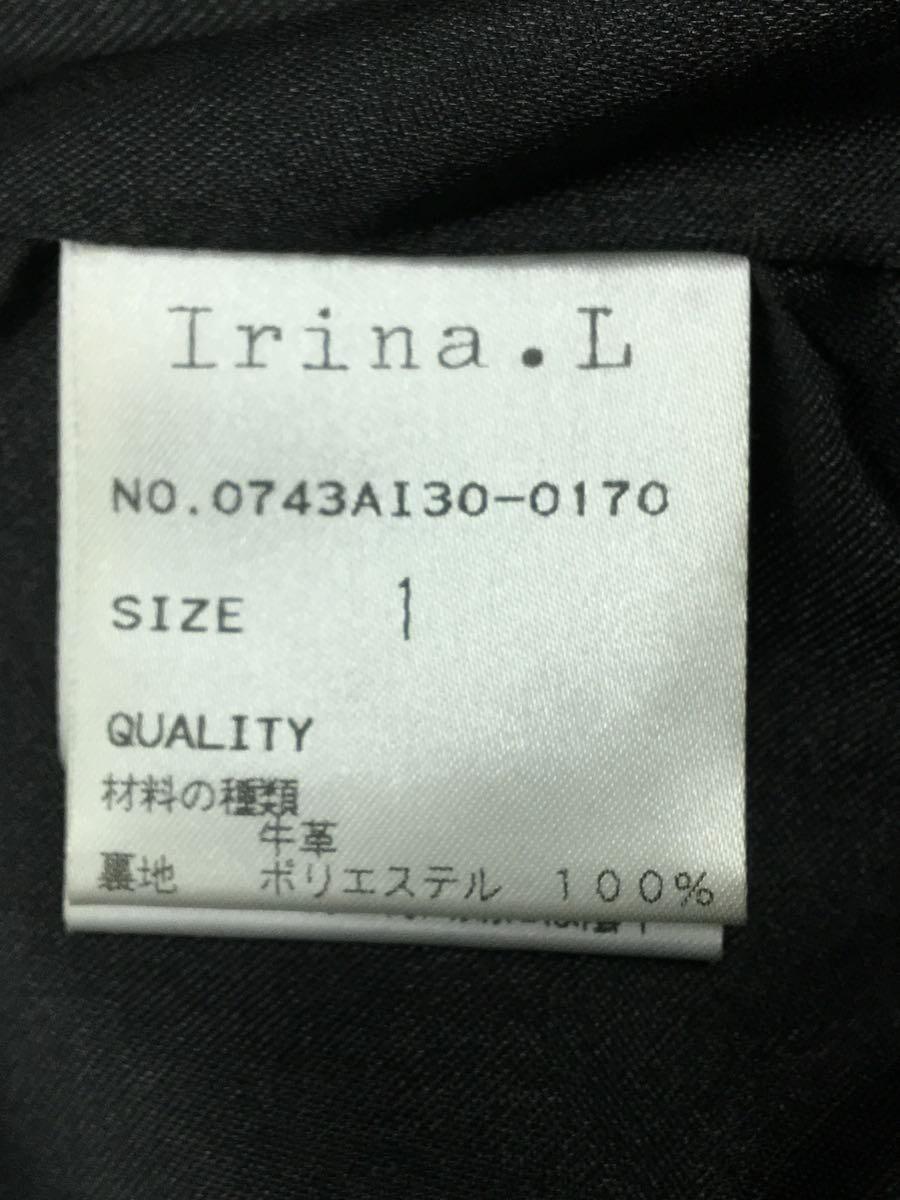 Irina.L
NO.0743AI30-0170
SIZE 1
QUALITY
材料の種類
牛革
裏地 ポリエステル 100%